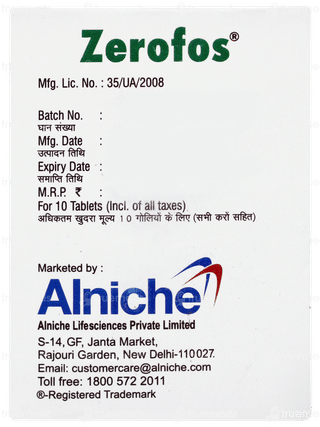 Zerofos®
Mfg. Lic. No. : 35/UA/2008
Batch No. :
घान संख्या
Mfg. Date :
उत्पादन तिथि
Expiry Date :
समाप्ति तिथि
M.R.P. ₹ :
For 10 Tablets (Incl. of all taxes)
अधिकतम खुदरा मूल्य 10 गोलियों के लिए (सभी करों सहित)
Marketed by :
Alniche
Alniche Lifesciences Private Limited
S-14, GF, Janta Market,
Rajouri Garden, New Delhi-110027.
Email: customercare@alniche.com
Toll free: 1800 572 2011
®-Registered Trademark